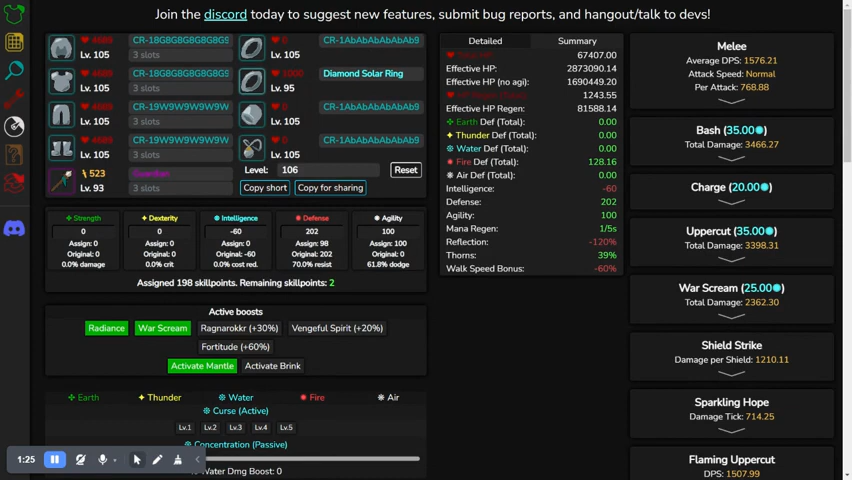 Join the discord today to suggest new features, submit bug reports, and hangout/talk to devs!
CR-18G8G8G8G8G8G9
Lv. 105
3 slots
CR-18G8G8G8G8G8G9
Lv. 105
3 slots
CR-19W9W9W9W9W
Lv. 105
3 slots
CR-19W9W9W9W9W
Lv. 105
3 slots
523
Lv. 93
Guardian
0
CR-1AbAbAbAbAb9
Lv. 105
Diamond Solar Ring
Lv. 95
CR-1AbAbAbAbAb9
Lv. 105
CR-1AbAbAbAbAb9
Lv. 105
Level: 106
Reset
Copy short
Copy for sharing
Strength
0
Assign: 0
Original: 0
0.0% damage
Dexterity
0
Assign: 0
Original: 0
0.0% crit
Intelligence
-60
Assign: 0
Original: -60
0.0% cost red.
Defense
202
Assign: 98
Original: 202
70.0% resist
Agility
100
Assign: 100
Original: 0
61.8% dodge
Assigned 198 skillpoints. Remaining skillpoints: 2
Active boosts
Radiance
War Scream
Ragnarokkr (+30%)
Vengeful Spirit (+20%)
Fortitude (+60%)
Activate Mantle
Activate Brink
Earth
Thunder
Water
Fire
Air
Curse (Active)
Lv.1
Lv.2
Lv.3
Lv.4
Lv.5
Concentration (Passive)
Water Dmg Boost: 0
1:25
Detailed
Summary
67407.00
Effective HP: 2873090.14
Effective HP (no agi): 1690449.20
1243.55
Effective HP Regen: 81588.14
Earth Def (Total): 0.00
Thunder Def (Total): 0.00
Water Def (Total): 0.00
Fire Def (Total): 128.16
Air Def (Total): 0.00
Intelligence: -60
Defense: 202
Agility: 100
Mana Regen: 1/5s
Reflection: -120%
Thorns: 39%
Walk Speed Bonus: -60%
Melee
Average DPS: 1576.21
Attack Speed: Normal
Per Attack: 768.88
Bash (35.00)
Total Damage: 3466.27
Charge (20.00)
Uppercut (35.00)
Total Damage: 3398.31
War Scream (25.00)
Total Damage: 2362.30
Shield Strike
Damage per Shield: 1210.11
Sparkling Hope
Damage Tick: 714.25
Flaming Uppercut
DPS: 1507.99